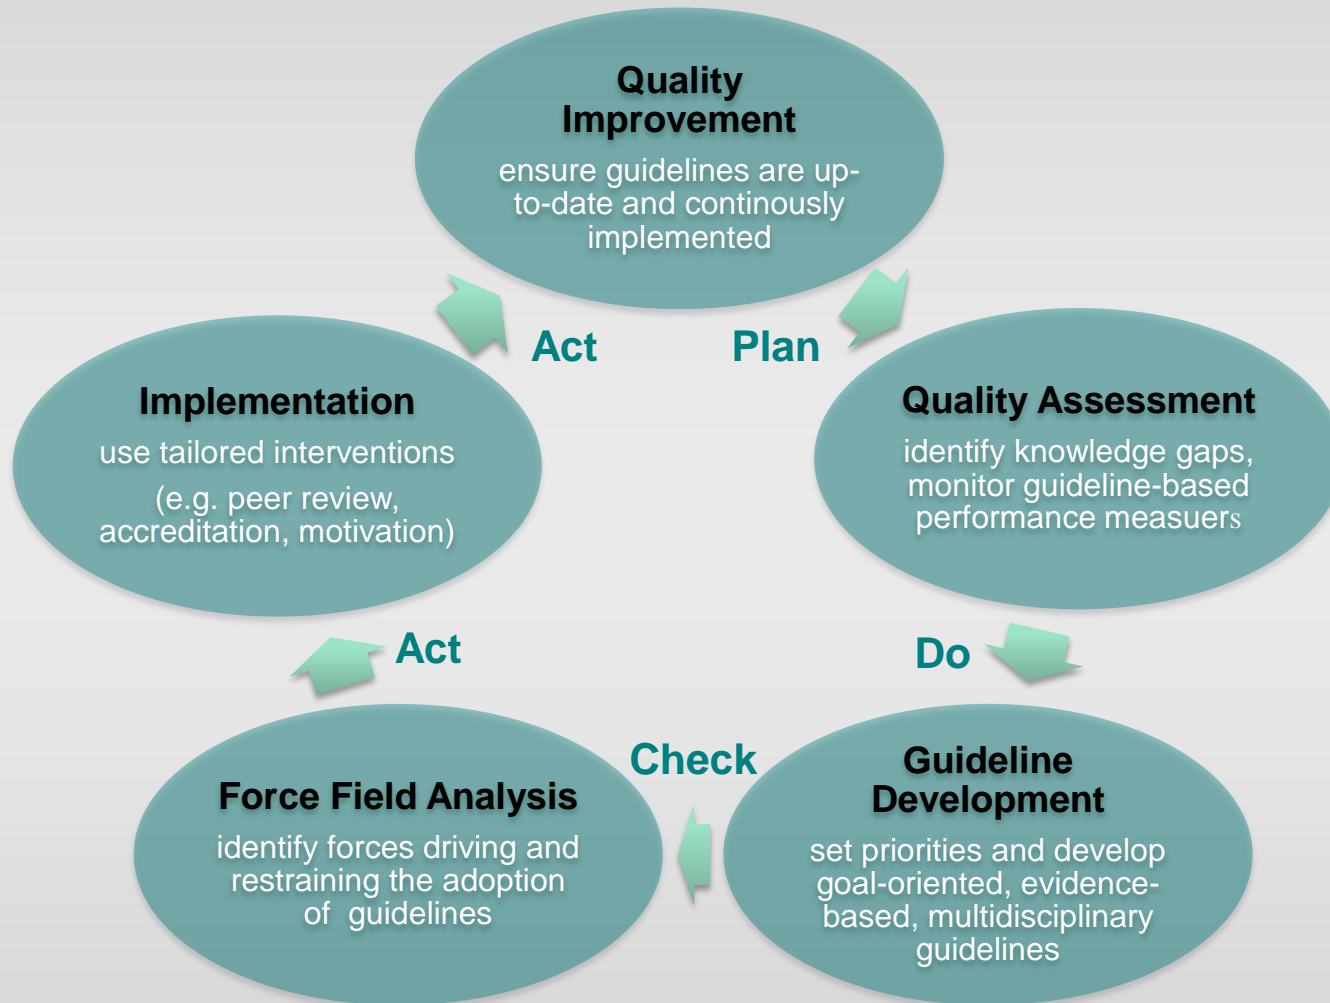 Quality
Improvement
ensure guidelines are up-
to-date and continously
implemented
Act
Plan
Implementation
use tailored interventions
(e.g. peer review,
accreditation, motivation)
Quality Assessment
identify knowledge gaps,
monitor guideline-based
performance measuers
Act
Do
Check
Force Field Analysis
identify forces driving and
restraining the adoption
of guidelines
Guideline
Development
set priorities and develop
goal-oriented, evidence-
based, multidisciplinary
guidelines